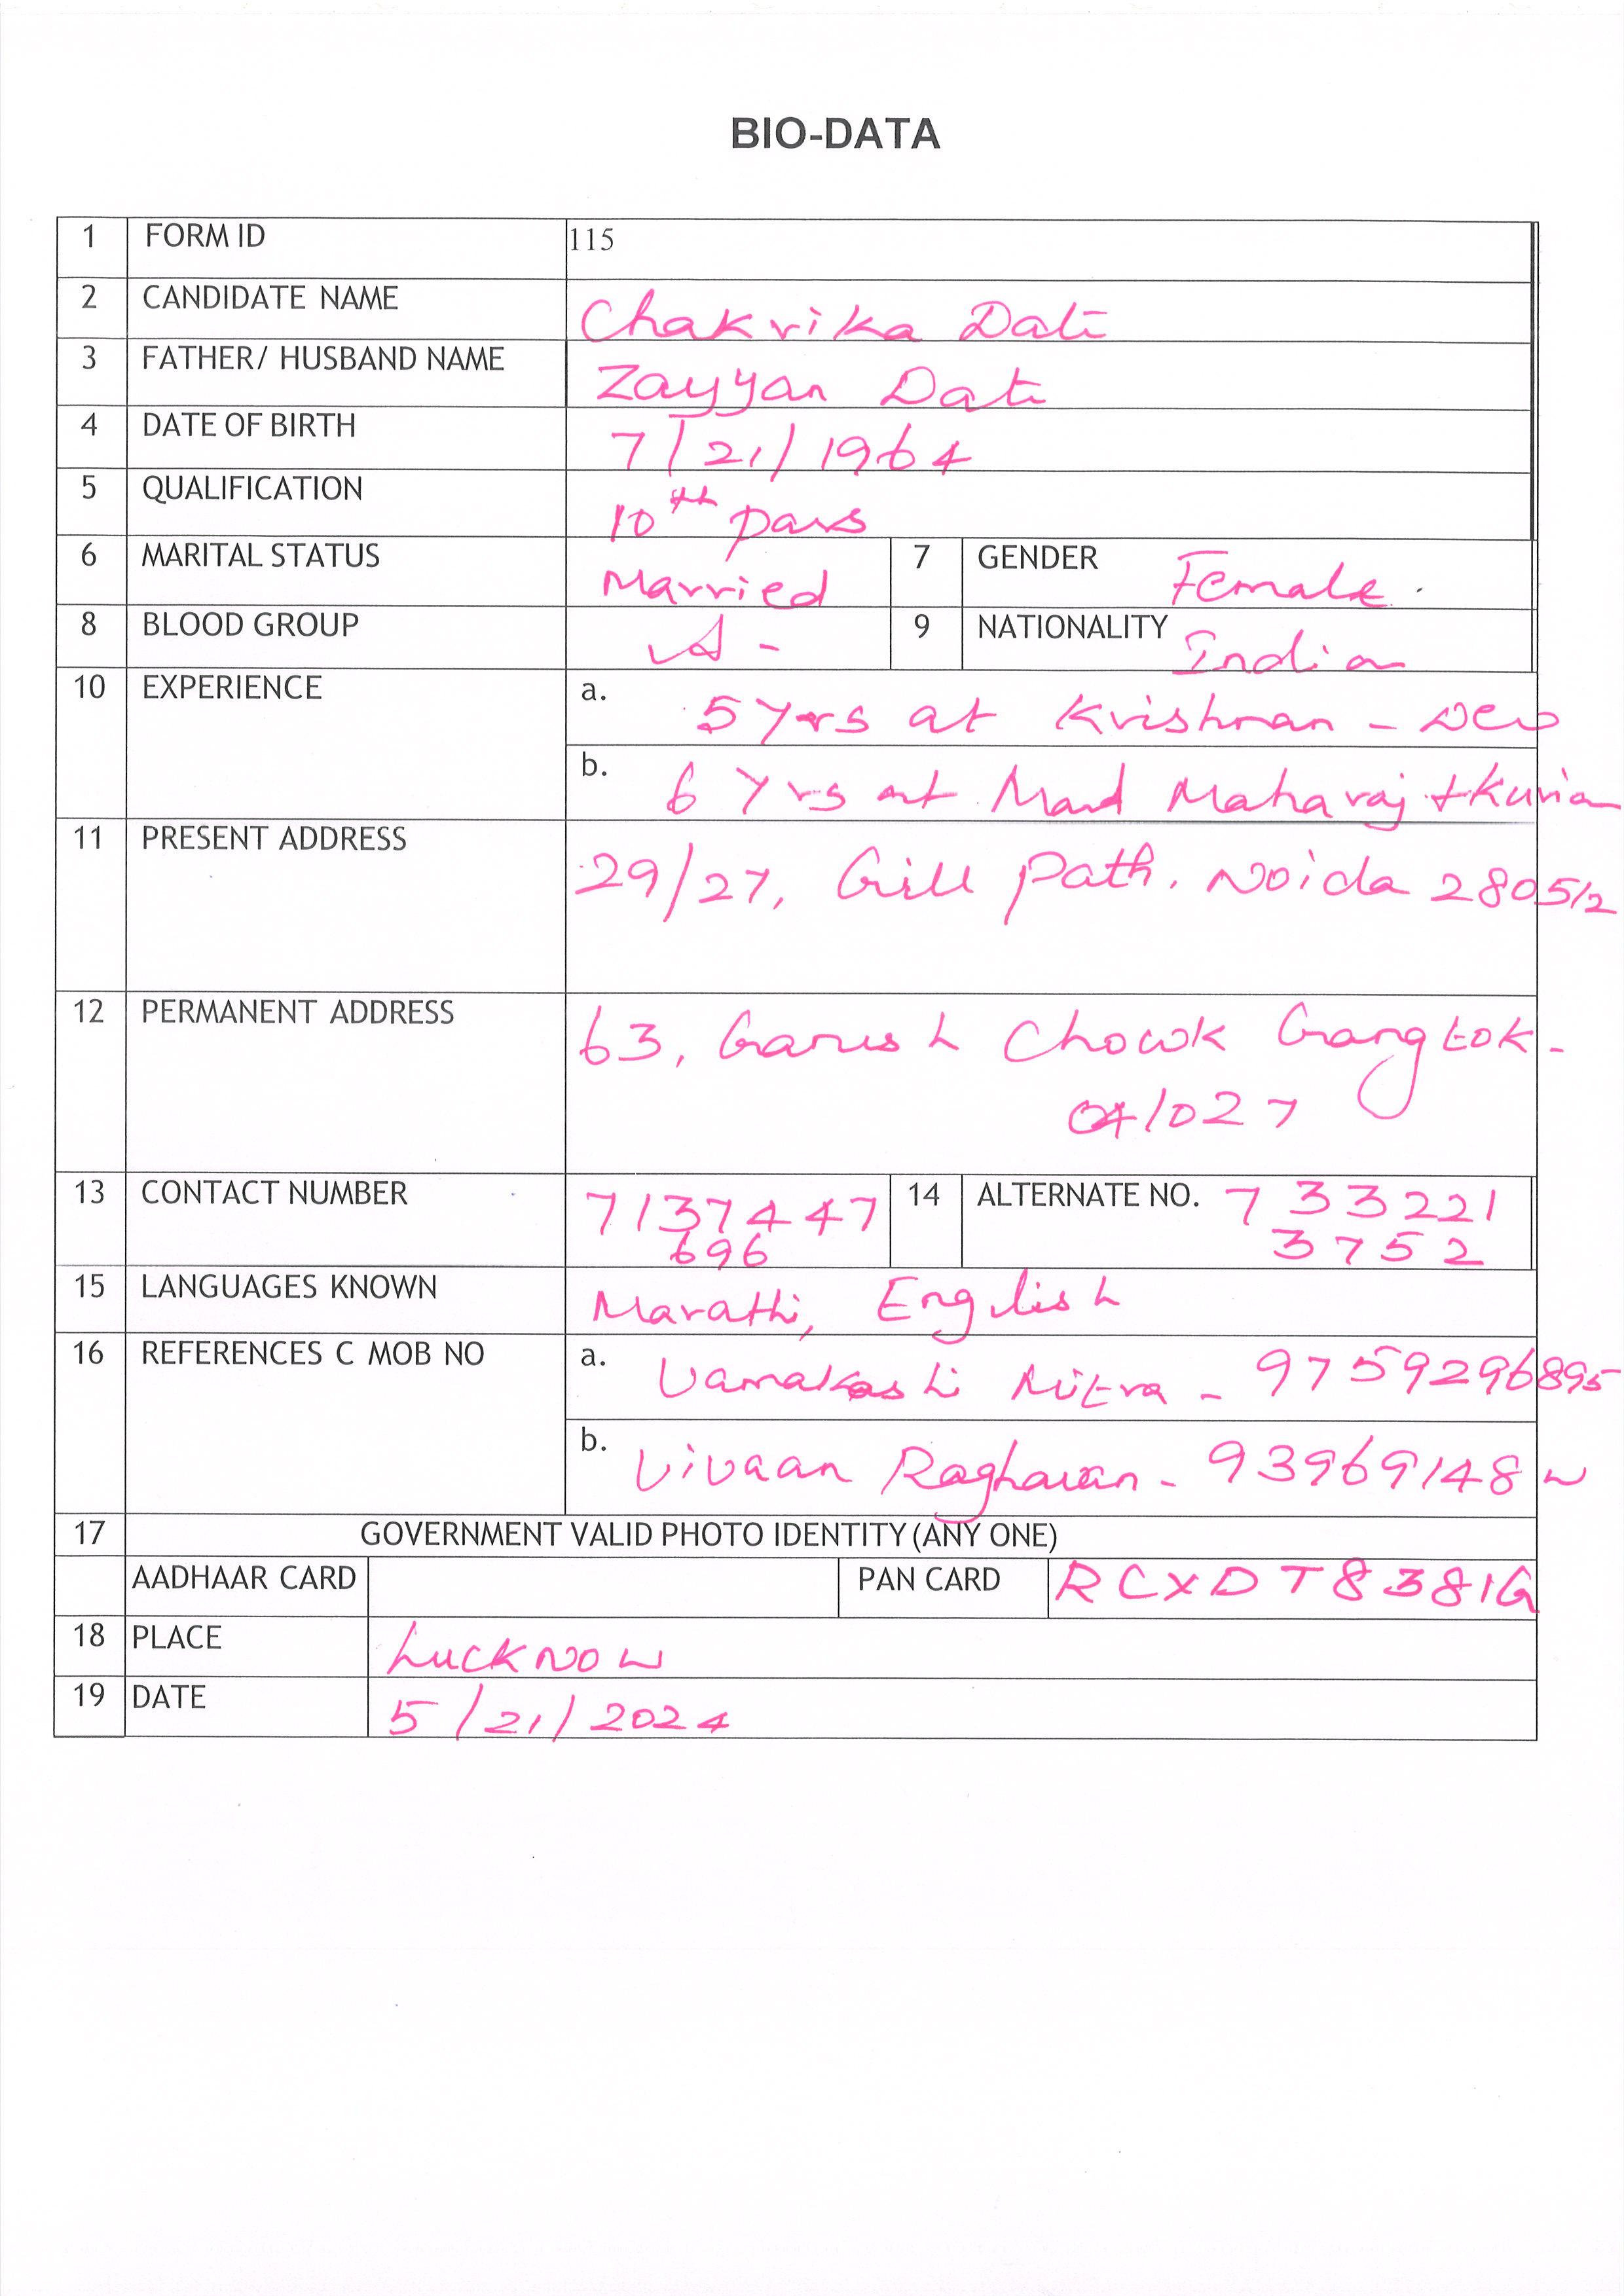 BIO-DATA
1 FORM ID 115
2 CANDIDATE NAME Chakrika Dati
3 FATHER/ HUSBAND NAME Zayyan Dati
4 DATE OF BIRTH 7/21/1964
5 QUALIFICATION 10th pass
6 MARITAL STATUS Married 7 GENDER Female
8 BLOOD GROUP A- 9 NATIONALITY Indian
10 EXPERIENCE a. 5 yrs at Krishnan - Deo
b. 6 Yrs at Maharaj + Kuria
11 PRESENT ADDRESS 29/27, Gill Path. Noida 280512
12 PERMANENT ADDRESS 63, Ganesh Chowk Gangtok -
041027
13 CONTACT NUMBER 7137447 14 ALTERNATE NO. 733221
696 3752
15 LANGUAGES KNOWN Marathi, English
16 REFERENCES C MOB NO a. Vamakshi Mitra - 9759296895
b. Vivaan Raghavan -
17 GOVERNMENT VALID PHOTO IDENTITY (ANY ONE)
AADHAAR CARD PAN CARD RCXDT8381G
18 PLACE Lucknow
19 DATE 5/21/2024